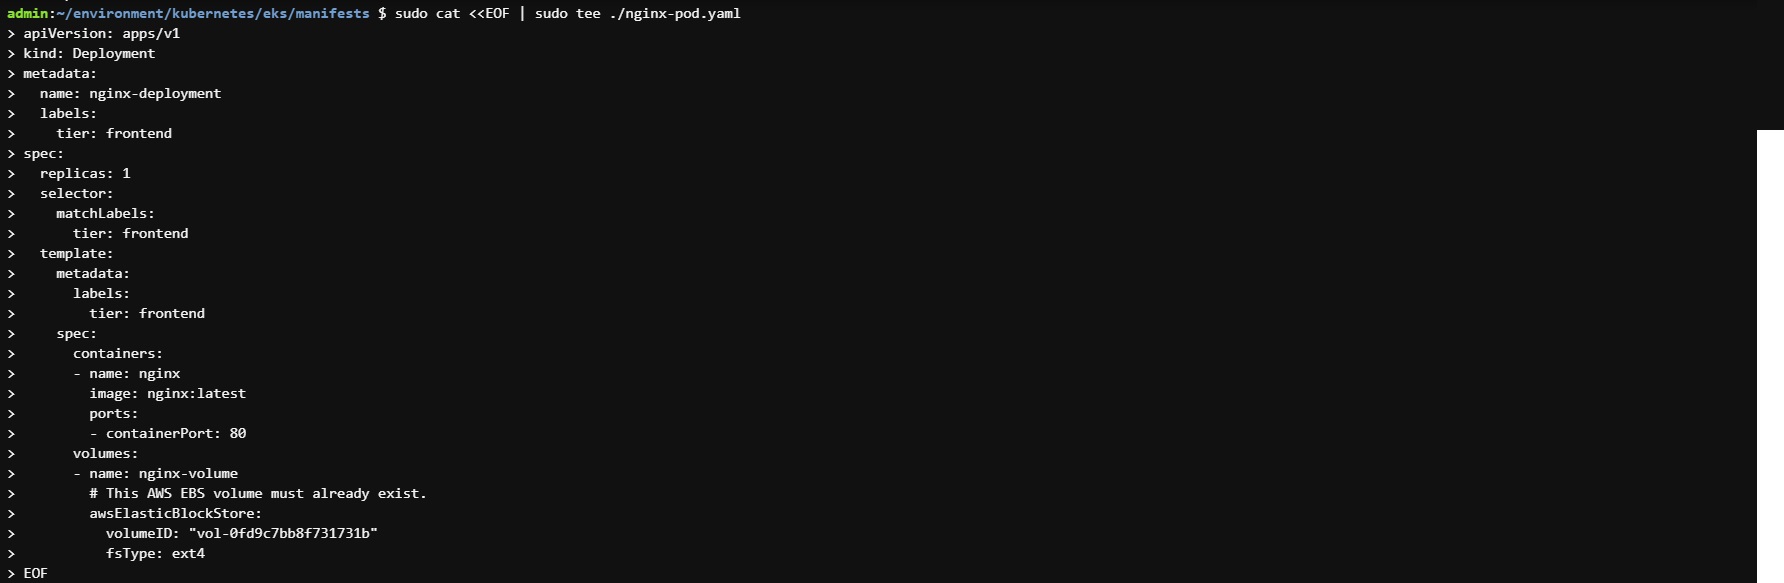 admin:~/environment/kubernetes/eks/manifests $ sudo cat <<EOF | sudo tee ./nginx-pod.yaml
> apiVersion: apps/v1
> kind: Deployment
> metadata:
>   name: nginx-deployment
>   labels:
>     tier: frontend
> spec:
>   replicas: 1
>   selector:
>     matchLabels:
>       tier: frontend
>   template:
>     metadata:
>       labels:
>         tier: frontend
>     spec:
>       containers:
>       - name: nginx
>         image: nginx:latest
>         ports:
>         - containerPort: 80
>       volumes:
>       - name: nginx-volume
>         # This AWS EBS volume must already exist.
>         awsElasticBlockStore:
>           volumeID: "vol-0fd9c7bb8f731731b"
>           fsType: ext4
> EOF